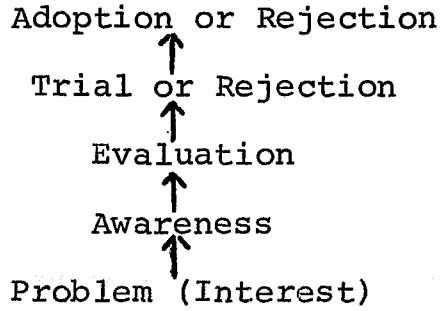 Adoption or Rejection
Trial or Rejection
Evaluation
Awareness
Problem (Interest)